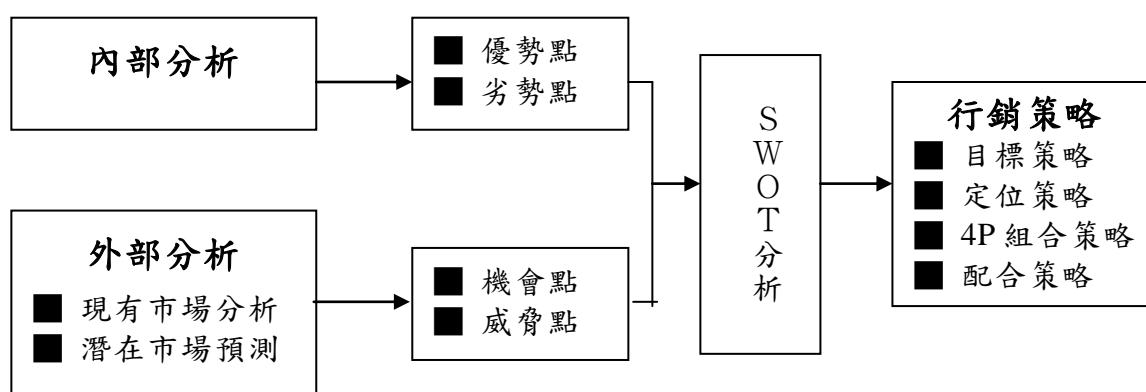 內部分析
■ 優勢點
■ 劣勢點
外部分析
■ 現有市場分析
■ 潛在市場預測
■ 機會點
■ 威脅點
SWOT分析
行銷策略
■ 目標策略
■ 定位策略
■ 4P 組合策略
■ 配合策略